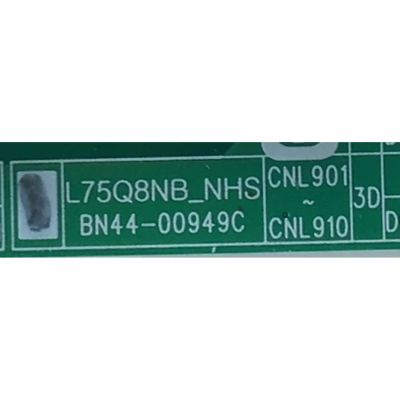 L75Q8NB_NHS
BN44-00949C
CNL901
~
CNL910
3D
D